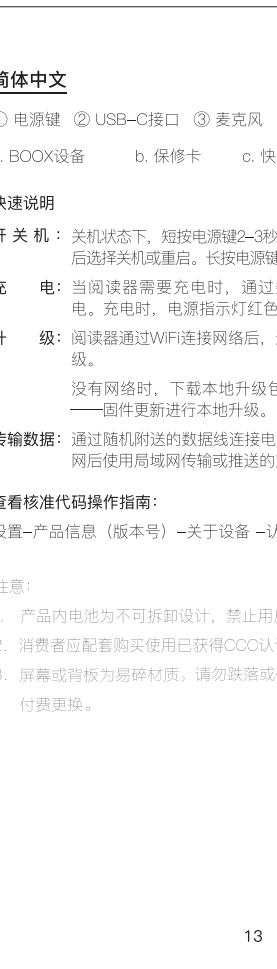 简体中文
① 电源键 ② USB–C接口 ③ 麦克风
a. BOOX设备 b. 保修卡 c. 快
快速说明
开 关 机： 关机状态下，短按电源键2–3秒
后选择关机或重启。长按电源键
充 电： 当阅读器需要充电时，通过
电。充电时，电源指示灯红色
升 级： 阅读器通过WiFi连接网络后，
级。
没有网络时，下载本地升级包
——固件更新进行本地升级。
传输数据： 通过随机附送的数据线连接电
网后使用局域网传输或推送的
查看核准代码操作指南：
设置–产品信息（版本号）–关于设备 –认
注意：
1. 产品内电池为不可拆卸设计，禁止用
2. 消费者应配套购买使用已获得CCC认
3. 屏幕或背板为易碎材质，请勿跌落或
付费更换。
13